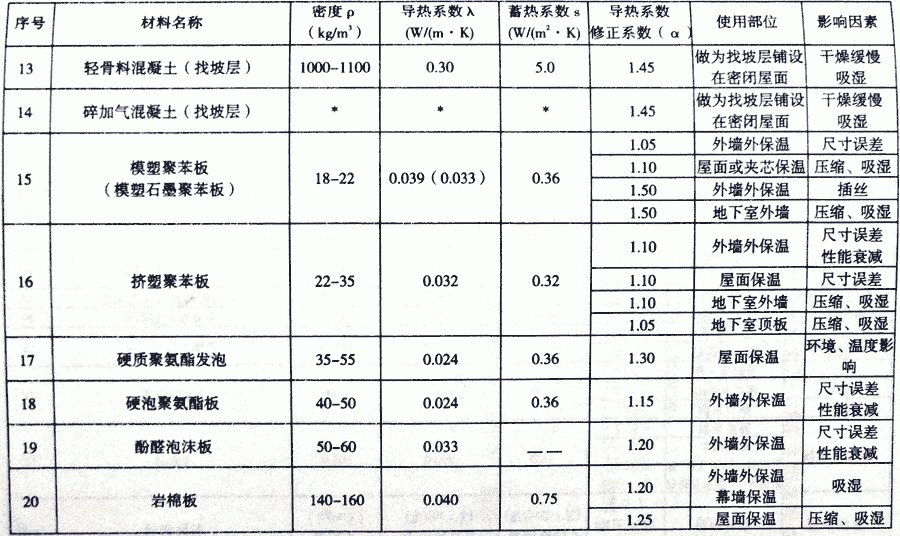 序号 材料名称 密度 ρ (kg/m³) 导热系数 λ (W/(m·K) 蓄热系数 s (W/(m²·K) 导热系数 修正系数（α） 使用部位 影响因素
13 轻骨料混凝土（找坡层） 1000-1100 0.30 5.0 1.45 做为找坡层铺设 在密闭屋面 干燥缓慢 吸湿
14 碎加气混凝土（找坡层） * * * 1.45 做为找坡层铺设 在密闭屋面 干燥缓慢 吸湿
15 模塑聚苯板 （模塑石墨聚苯板） 18-22 0.039（0.033） 0.36 1.05 外墙外保温 尺寸误差
1.10 屋面或夹芯保温 压缩、吸湿
1.50 外墙外保温 插丝
1.50 地下室外墙 压缩、吸湿
16 挤塑聚苯板 22-35 0.032 0.32 1.10 外墙外保温 尺寸误差 性能衰减
1.10 屋面保温 尺寸误差
1.10 地下室外墙 压缩、吸湿
1.05 地下室顶板 压缩、吸湿
17 硬质聚氨酯发泡 35-55 0.024 0.36 1.30 屋面保温 环境、温度影响
18 硬泡聚氨酯板 40-50 0.024 0.36 1.15 外墙外保温 尺寸误差 性能衰减
19 酚醛泡沫板 50-60 0.033 —— 1.20 外墙外保温 尺寸误差 性能衰减
20 岩棉板 140-160 0.040 0.75 1.20 外墙外保温 幕墙保温 吸湿
1.25 屋面保温 压缩、吸湿